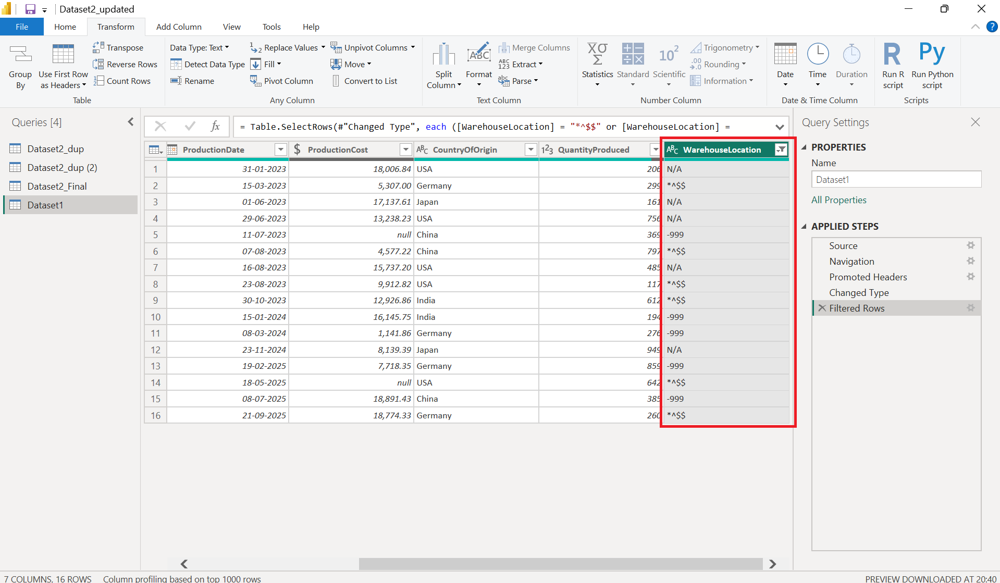 Dataset2_updated
File Home Transform Add Column View Tools Help
Group By
Use First Row as Headers
Transpose
Reverse Rows
Count Rows
Table
Data Type: Text
Detect Data Type
Rename
Replace Values
Fill
Pivot Column
Unpivot Columns
Move
Convert to List
Any Column
Split Column
Format
ABC
Merge Columns
ABC 123 Extract
abc Parse
Text Column
XΣσ Statistics
Standard
10² Scientific
Trigonometry
.00 Rounding
Information
Number Column
Date
Time
Duration
Date & Time Column
R Run R script
Py Run Python script
Scripts
Queries [4]
Dataset2_dup
Dataset2_dup (2)
Dataset2_Final
Dataset1
fx = Table.SelectRows(#"Changed Type", each ([WarehouseLocation] = "*^$$" or [WarehouseLocation] =
ProductionDate $ ProductionCost ABC CountryOfOrigin 123 QuantityProduced ABC WarehouseLocation
1 31-01-2023 18,006.84 USA 206 N/A
2 15-03-2023 5,307.00 Germany 299 *^$$
3 01-06-2023 17,137.61 Japan 161 N/A
4 29-06-2023 13,238.23 USA 756 N/A
5 11-07-2023 null China 369 -999
6 07-08-2023 4,577.22 China 797 *^$$
7 16-08-2023 15,737.20 USA 485 N/A
8 23-08-2023 9,912.82 USA 117 *^$$
9 30-10-2023 12,926.86 India 612 *^$$
10 15-01-2024 16,145.75 India 194 -999
11 08-03-2024 1,141.86 Germany 276 -999
12 23-11-2024 8,139.39 Japan 949 N/A
13 19-02-2025 7,718.35 Germany 859 -999
14 18-05-2025 null USA 642 *^$$
15 08-07-2025 18,891.43 China 385 -999
16 21-09-2025 18,774.33 Germany 260 *^$$
Query Settings
PROPERTIES
Name
Dataset1
All Properties
APPLIED STEPS
Source
Navigation
Promoted Headers
Changed Type
Filtered Rows
7 COLUMNS, 16 ROWS Column profiling based on top 1000 rows
PREVIEW DOWNLOADED AT 20:40